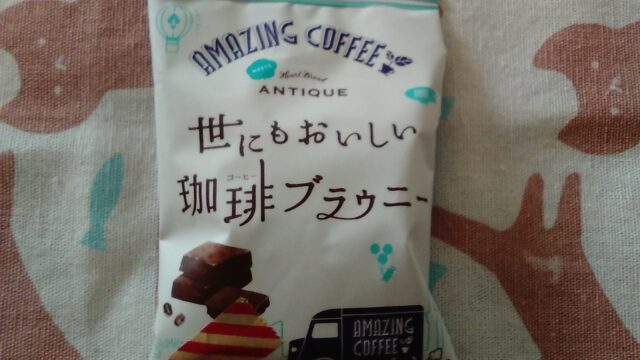 AMAZING COFFEE
MEETS
Heart Bread
ANTIQUE
世にもおいしい
コーヒー
珈琲ブラウニー
AMAZING
COFFEE